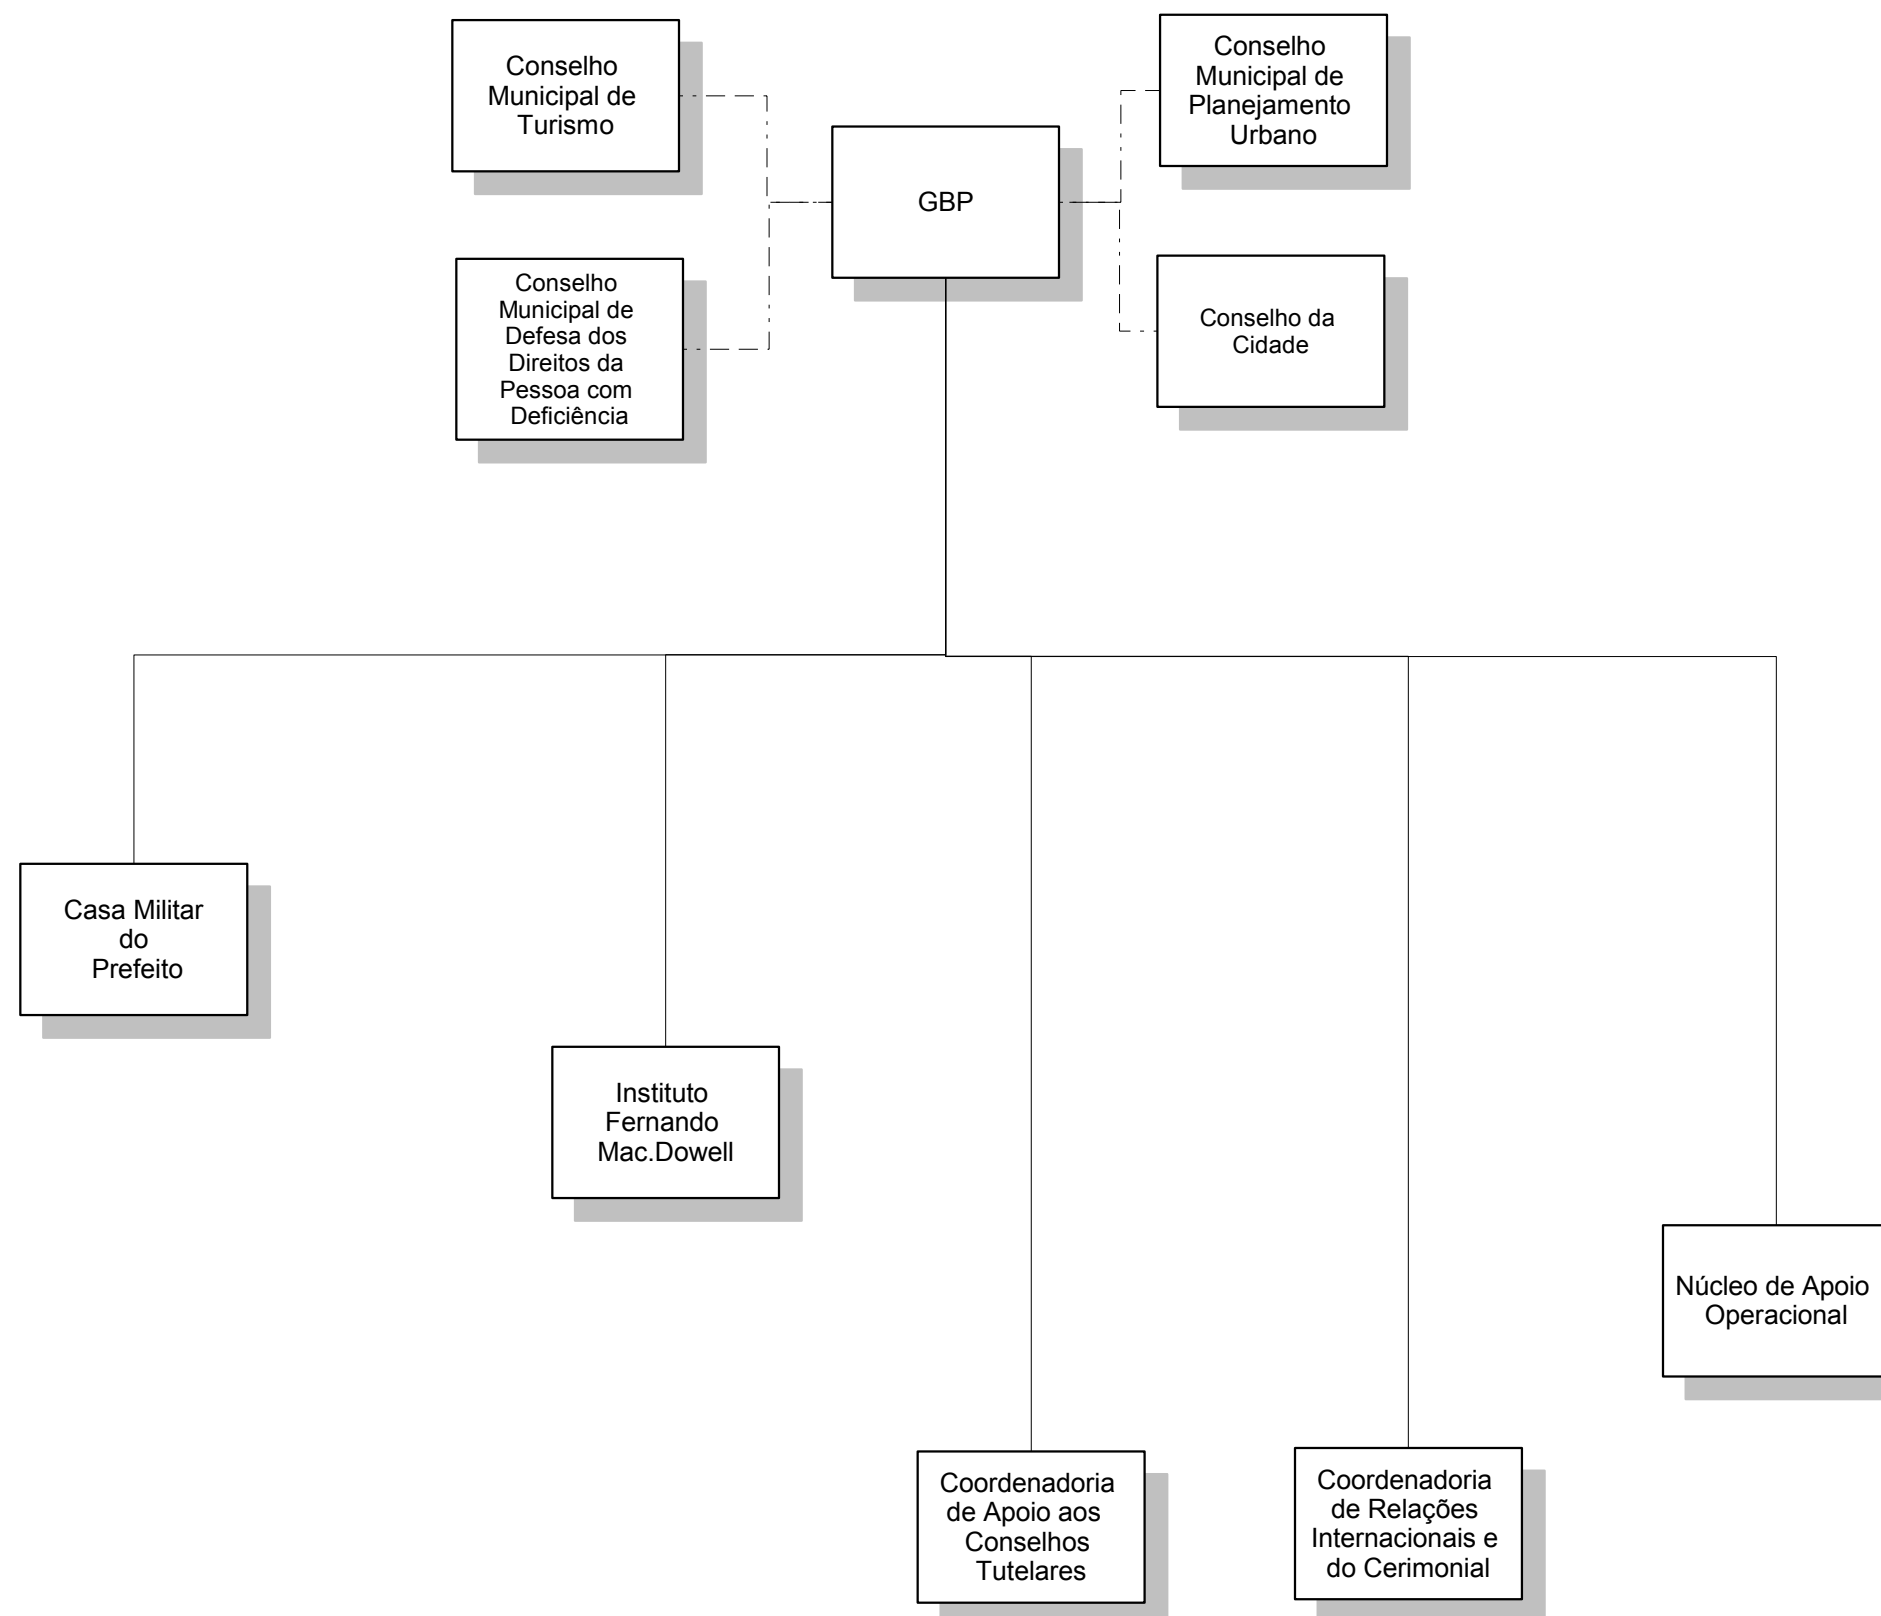 Conselho
Municipal de
Turismo
Conselho
Municipal de
Planejamento
Urbano
GBP
Conselho
Municipal de
Defesa dos
Direitos da
Pessoa com
Deficiência
Conselho da
Cidade
Casa Militar
do
Prefeito
Instituto
Fernando
Mac.Dowell
Núcleo de Apoio
Operacional
Coordenadoria
de Apoio aos
Conselhos
Tutelares
Coordenadoria
de Relações
Internacionais e
do Cerimonial